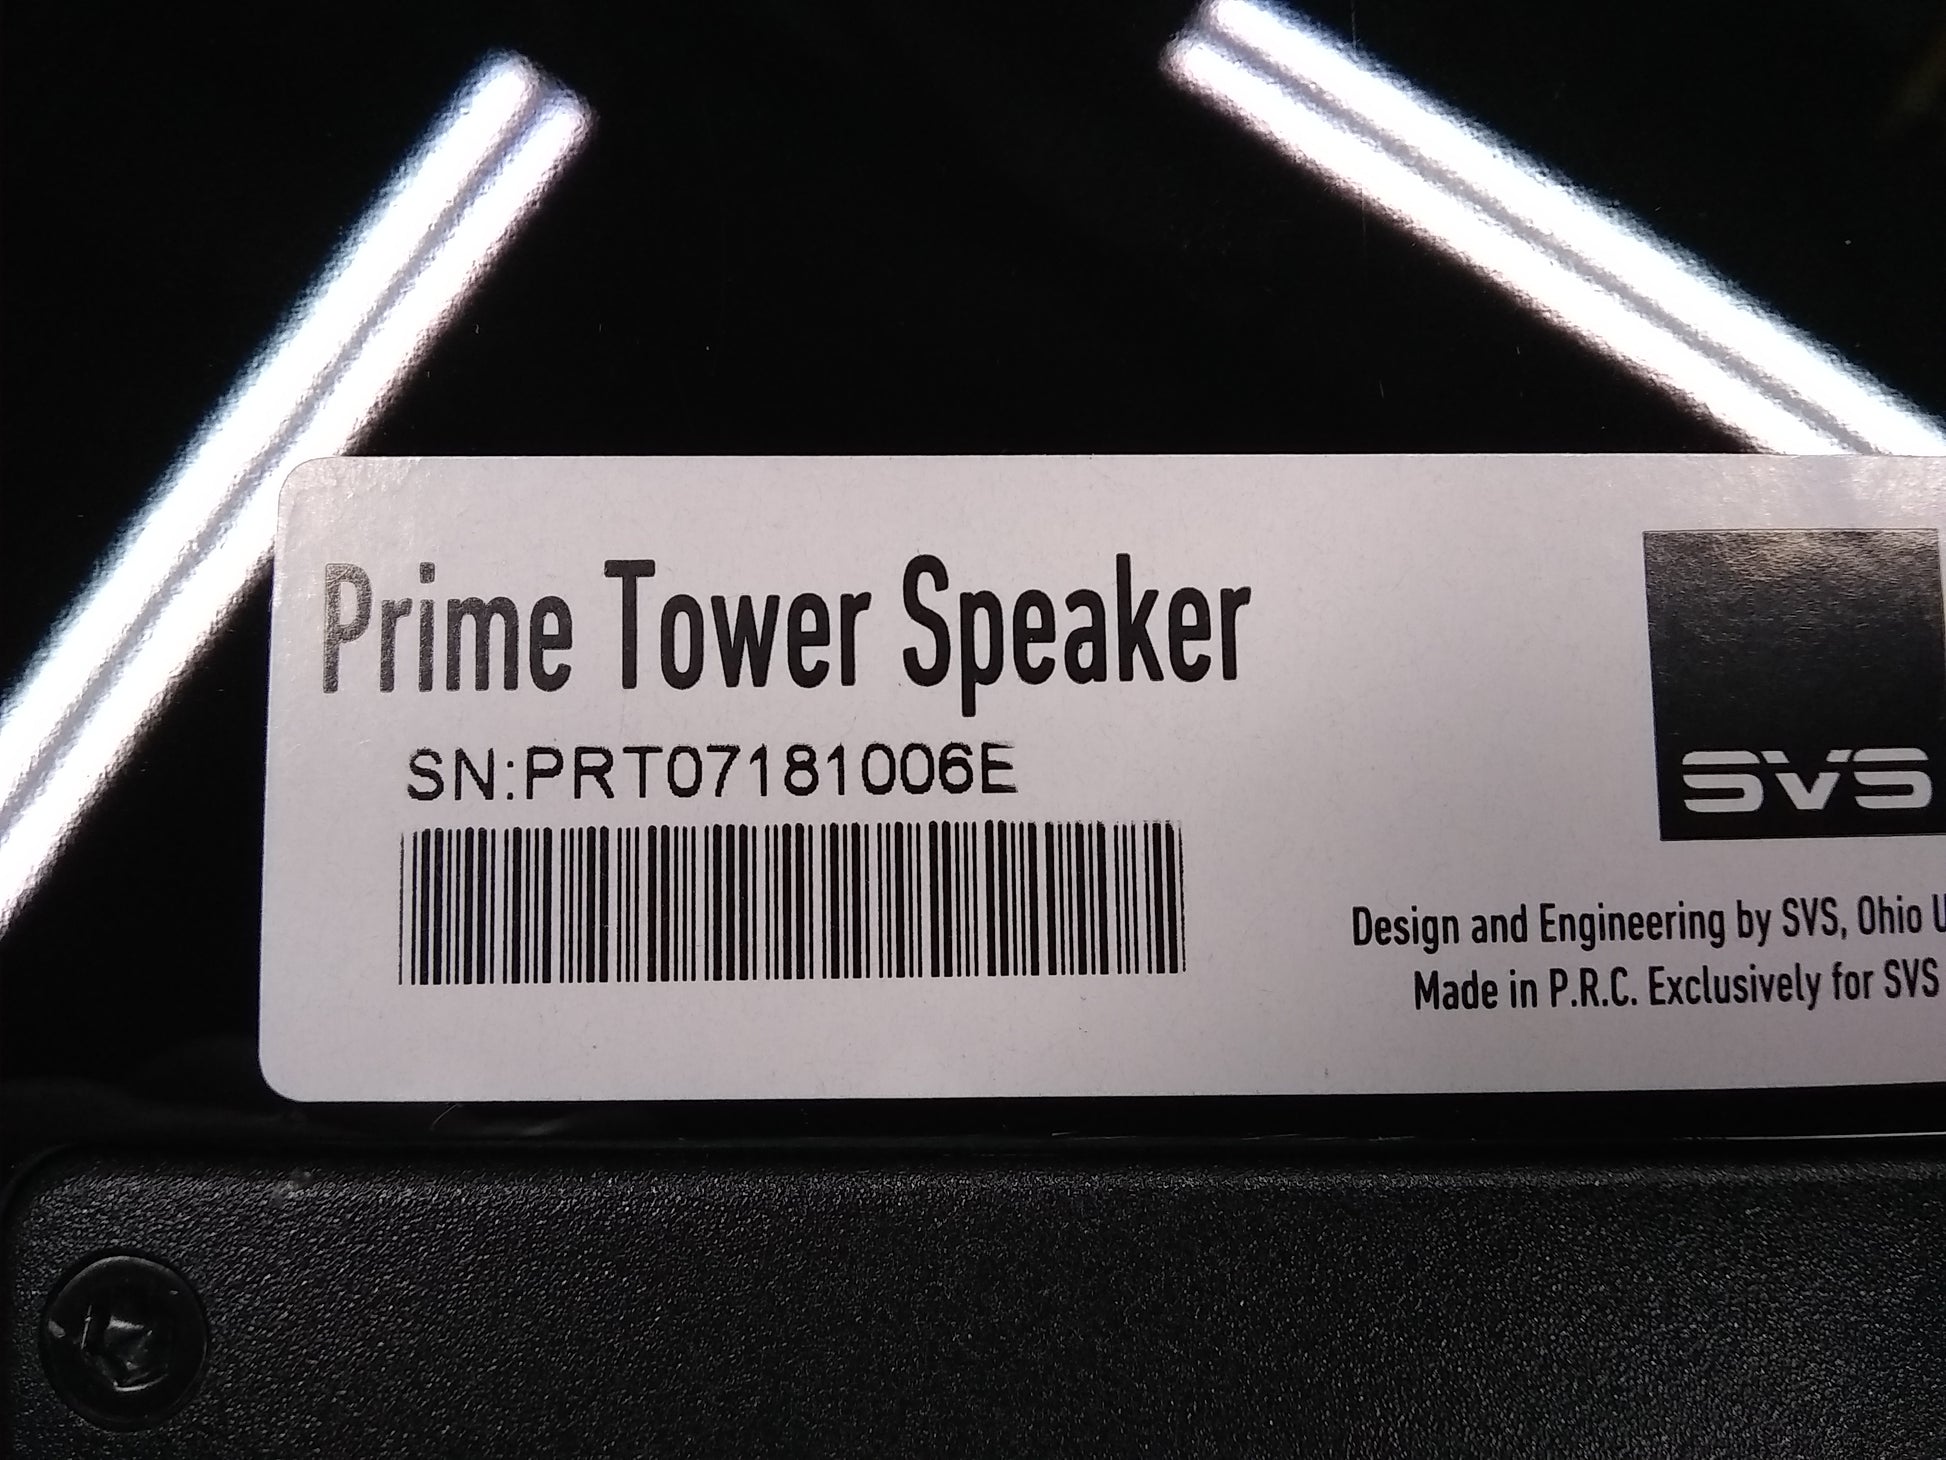 Prime Tower Speaker
SN:PRT07181006E
SVS
Design and Engineering by SVS, Ohio U
Made in P.R.C. Exclusively for SVS